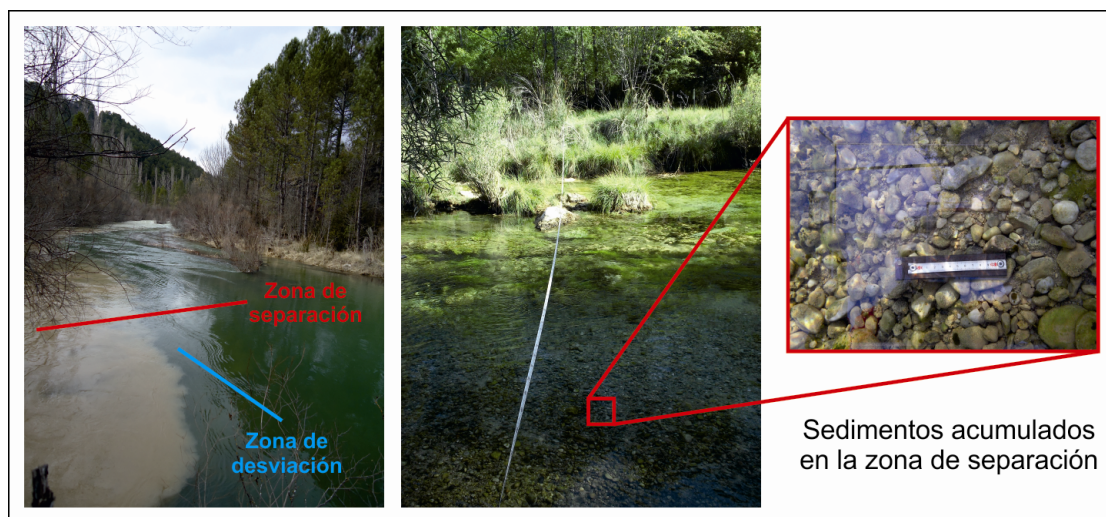 Zona de
separación
Zona de
desviación
Sedimentos acumulados
en la zona de separación